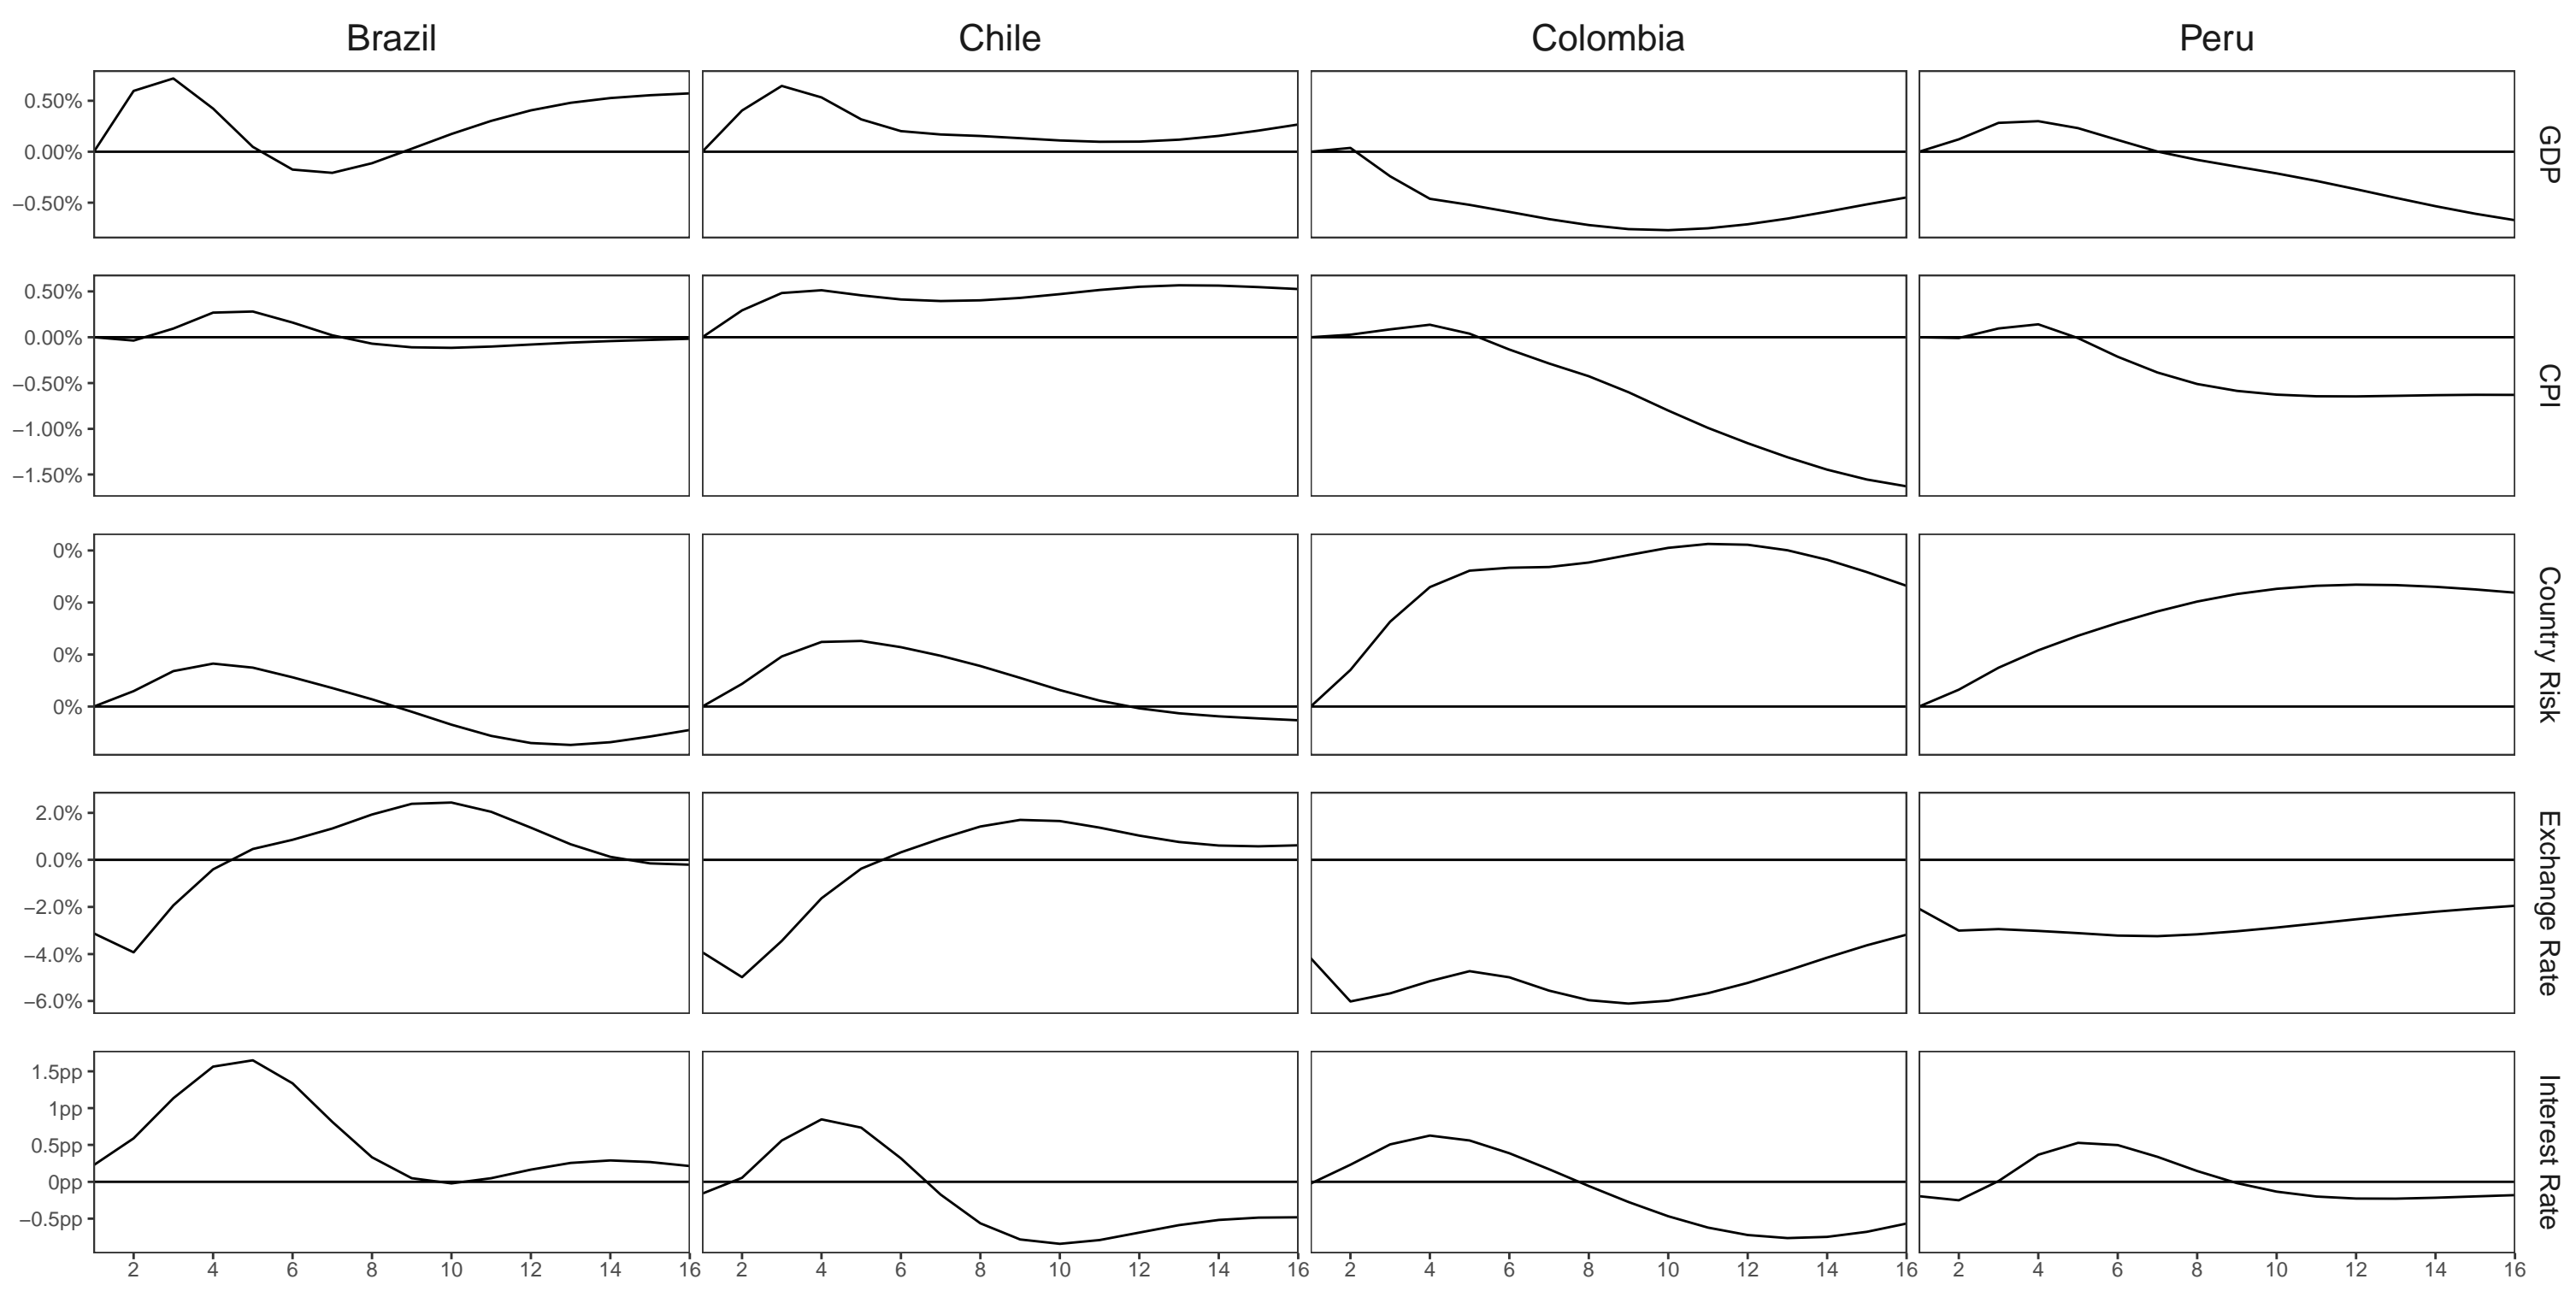 Brazil Chile Colombia Peru
0.50%
0.00%
−0.50%
GDP
0.50%
0.00%
−0.50%
−1.00%
−1.50%
CPI
0%
0%
0%
0%
Country Risk
2.0%
0.0%
−2.0%
−4.0%
−6.0%
Exchange Rate
1.5pp
1pp
0.5pp
0pp
−0.5pp
Interest Rate
2 4 6 8 10 12 14 16 2 4 6 8 10 12 14 16 2 4 6 8 10 12 14 16 2 4 6 8 10 12 14 16